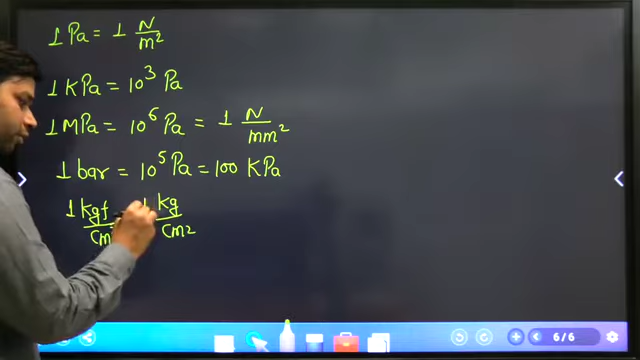 1 Pa = 1 N/m²
1 KPa = 10³ Pa
1 MPa = 10⁶ Pa = 1 N/mm²
1 bar = 10⁵ Pa = 100 KPa
1 kgf/cm = 1 kg/cm2
6/6